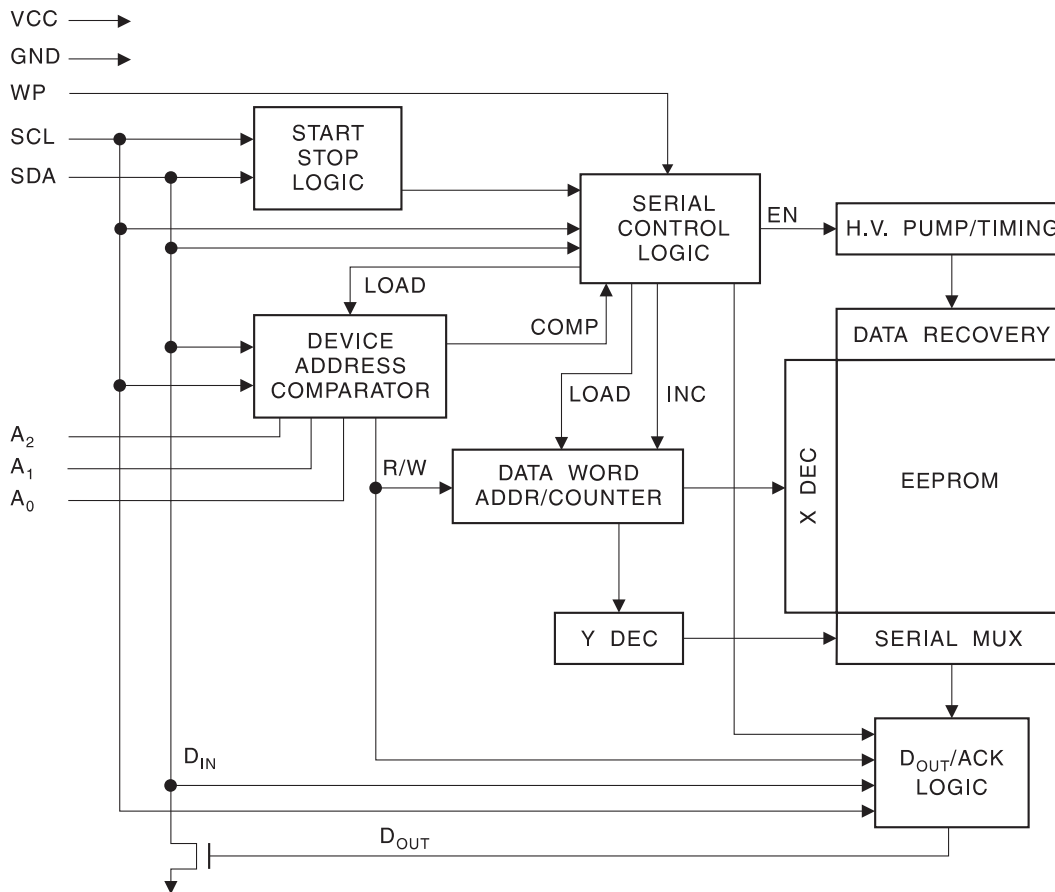 VCC
GND
WP
SCL
SDA
START
STOP
LOGIC
SERIAL
CONTROL
LOGIC
EN
H.V. PUMP/TIMING
LOAD
COMP
DATA RECOVERY
DEVICE
ADDRESS
COMPARATOR
LOAD
INC
A2
A1
A0
R/W
DATA WORD
ADDR/COUNTER
X DEC
EEPROM
Y DEC
SERIAL MUX
DIN
DOUT/ACK
LOGIC
DOUT